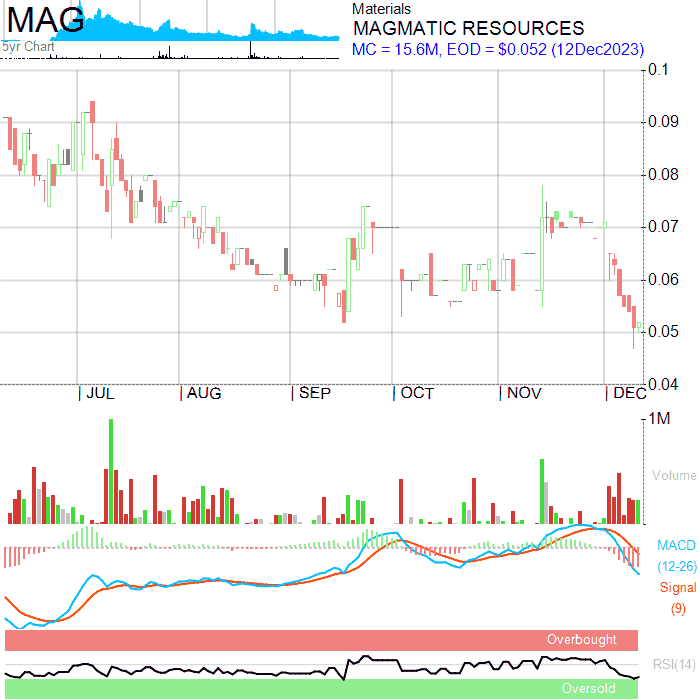 MAG
5yr Chart
Materials
MAGMATIC RESOURCES
MC = 15.6M, EOD = $0.052 (12Dec2023)
0.1
0.09
0.08
0.07
0.06
0.05
0.04
JUL AUG SEP OCT NOV DEC
1M
Volume
MACD
(12-26)
Signal
(9)
Overbought
RSI(14)
Oversold